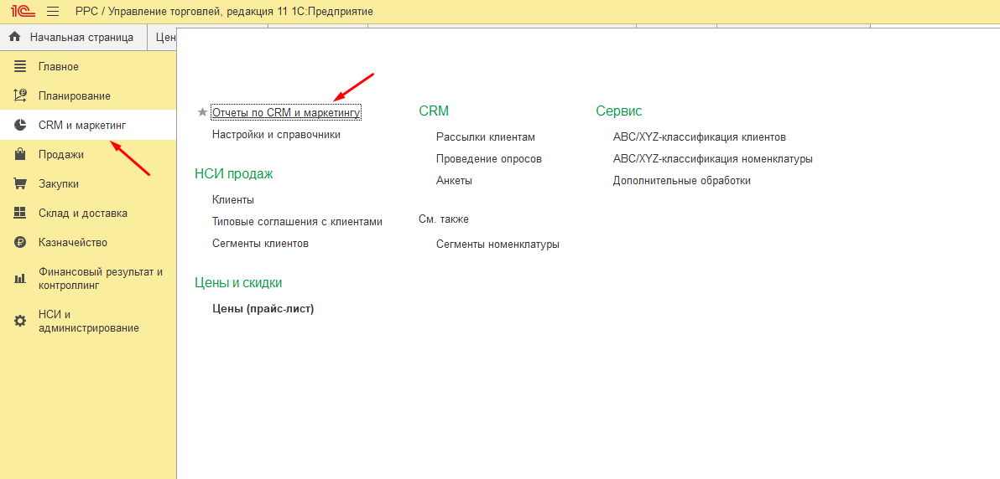 1С РРС / Управление торговлей, редакция 11 1С:Предприятие
Начальная страница
Цен
Главное
Планирование
CRM и маркетинг
Продажи
Закупки
Склад и доставка
Казначейство
Финансовый результат и
контроллинг
НСИ и
администрирование
Отчеты по CRM и маркетингу
Настройки и справочники
НСИ продаж
Клиенты
Типовые соглашения с клиентами
Сегменты клиентов
Цены и скидки
Цены (прайс-лист)
CRM
Рассылки клиентам
Проведение опросов
Анкеты
См. также
Сегменты номенклатуры
Сервис
ABC/XYZ-классификация клиентов
ABC/XYZ-классификация номенклатуры
Дополнительные обработки